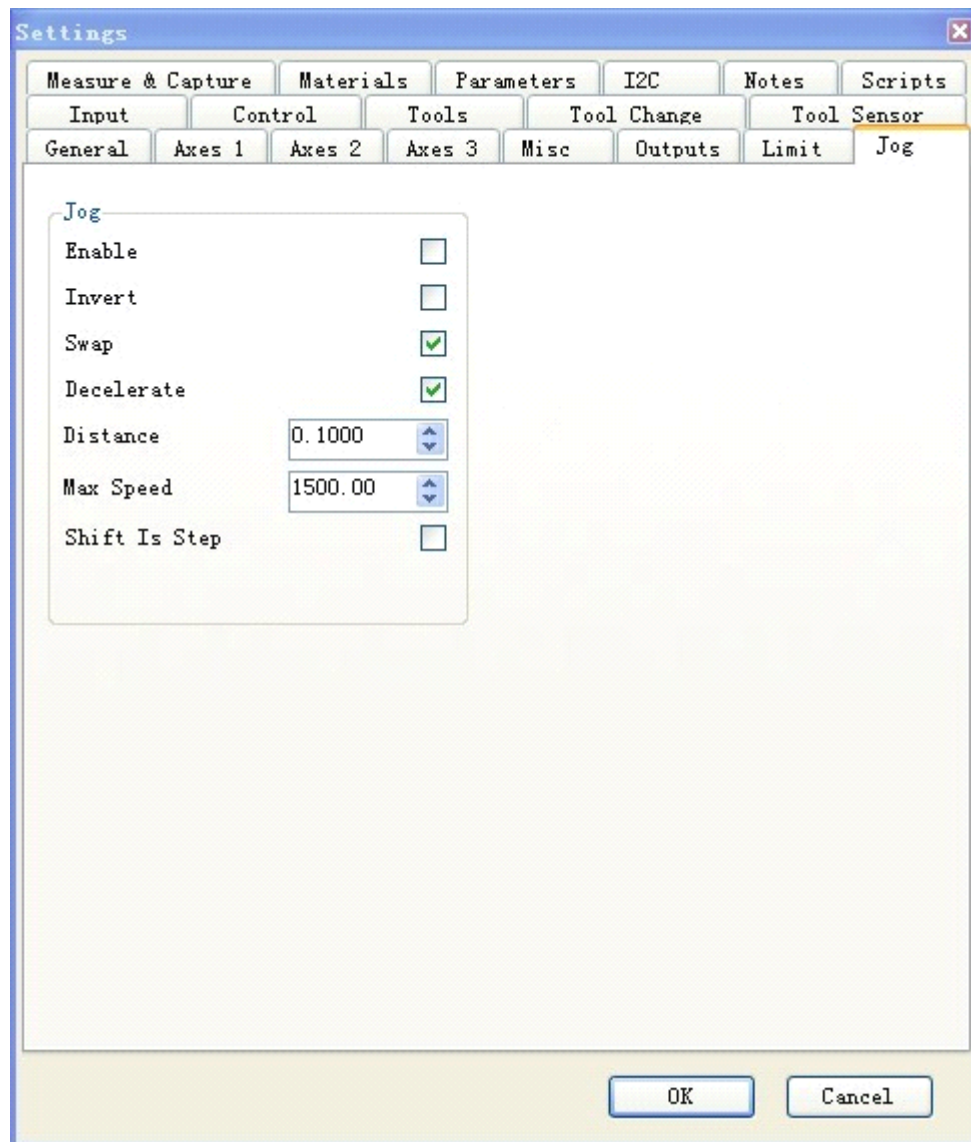 Settings
Measure & Capture Materials Parameters I2C Notes Scripts
Input Control Tools Tool Change Tool Sensor
General Axes 1 Axes 2 Axes 3 Misc Outputs Limit Jog
Jog
Enable
Invert
Swap
Decelerate
Distance 0.1000
Max Speed 1500.00
Shift Is Step
OK Cancel